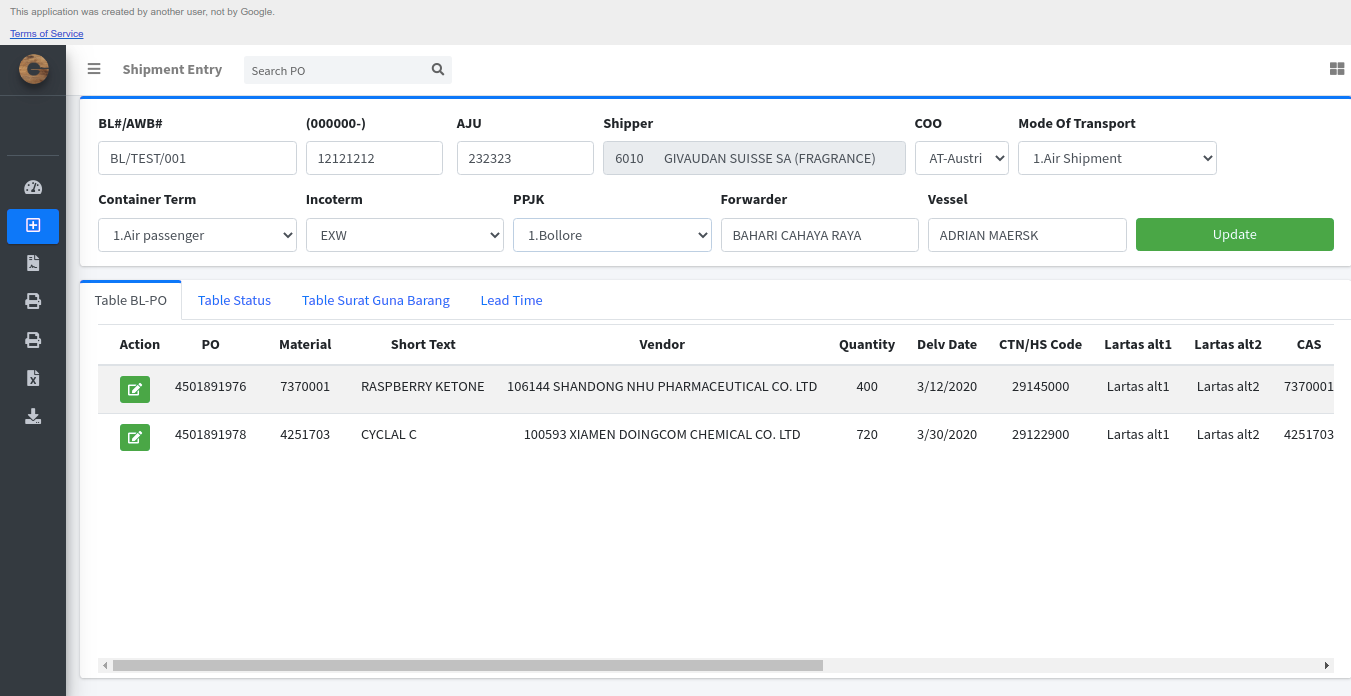 This application was created by another user, not by Google.
Terms of Service
Shipment Entry Search PO
BL#/AWB# (000000-) AJU Shipper COO Mode Of Transport
BL/TEST/001 12121212 232323 6010 GIVAUDAN SUISSE SA (FRAGRANCE) AT-Austri 1.Air Shipment
Container Term Incoterm PPJK Forwarder Vessel
1.Air passenger EXW 1.Bollore BAHARI CAHAYA RAYA ADRIAN MAERSK Update
Table BL-PO Table Status Table Surat Guna Barang Lead Time
Action PO Material Short Text Vendor Quantity Delv Date CTN/HS Code Lartas alt1 Lartas alt2 CAS
4501891976 7370001 RASPBERRY KETONE 106144 SHANDONG NHU PHARMACEUTICAL CO. LTD 400 3/12/2020 29145000 Lartas alt1 Lartas alt2 7370001
4501891978 4251703 CYCLAL C 100593 XIAMEN DOINGCOM CHEMICAL CO. LTD 720 3/30/2020 29122900 Lartas alt1 Lartas alt2 4251703